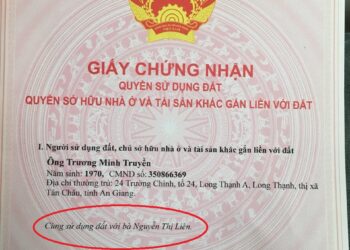 GIẤY CHỨNG NHẬN
QUYỀN SỬ DỤNG ĐẤT
QUYỀN SỞ HỮU NHÀ Ở VÀ TÀI SẢN KHÁC GẮN LIỀN VỚI ĐẤT
I. Người sử dụng đất, chủ sở hữu nhà ở và tài sản khác gắn liền với đất
Ông Trương Minh Truyền
Năm sinh: 1970, CMND số: 350866369
Địa chỉ thường trú: 24 Trường Chinh, tổ 24, Long Thạnh A, Long Thạnh, thị xã
Tân Châu, tỉnh An Giang.
Cùng sử dụng đất với bà Nguyễn Thị Liên.